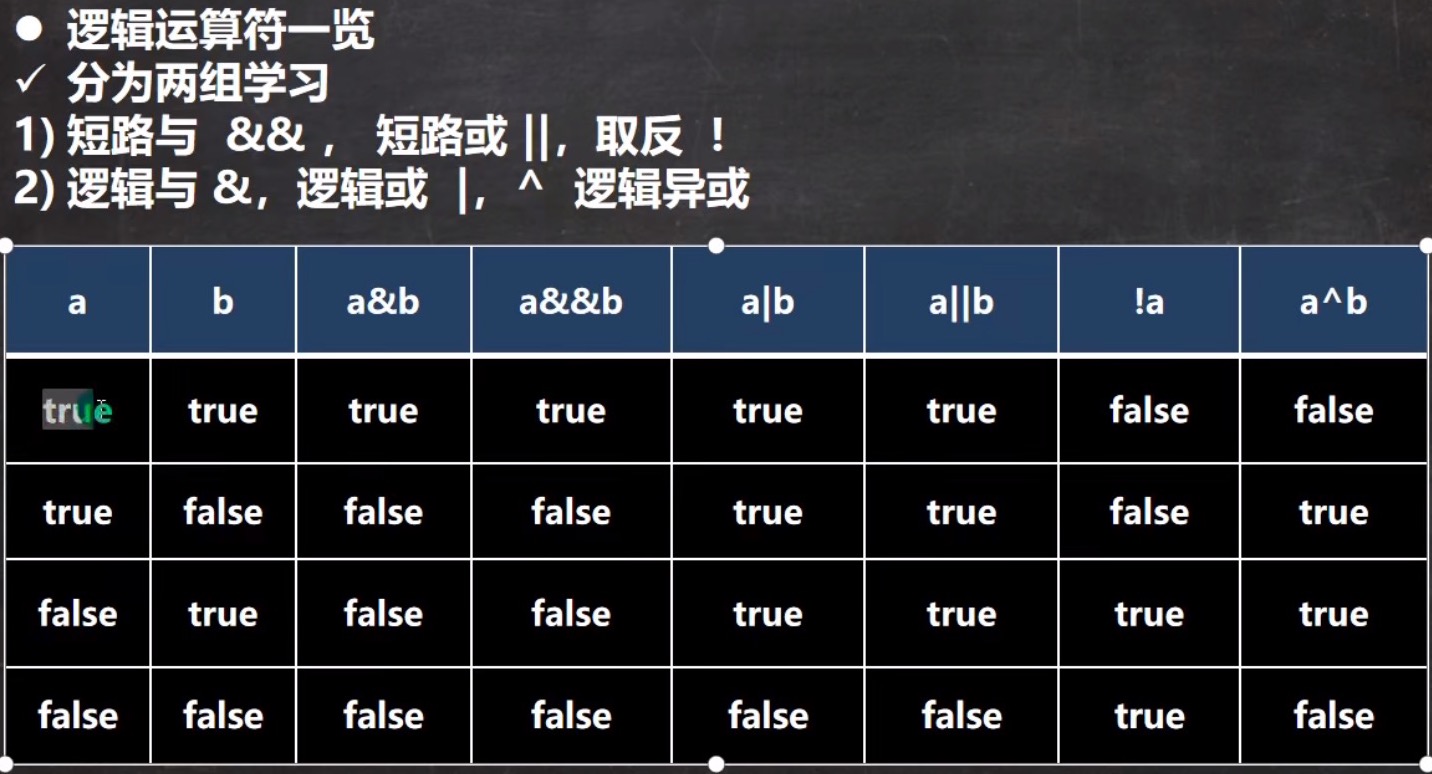 ● 逻辑运算符一览
✓ 分为两组学习
1) 短路与 && ， 短路或 ||，取反 ！
2) 逻辑与 &，逻辑或 |， ^ 逻辑异或
a b a&b a&&b a|b a||b !a a^b
true true true true true true false false
true false false false true true false true
false true false false true true true true
false false false false false false true false